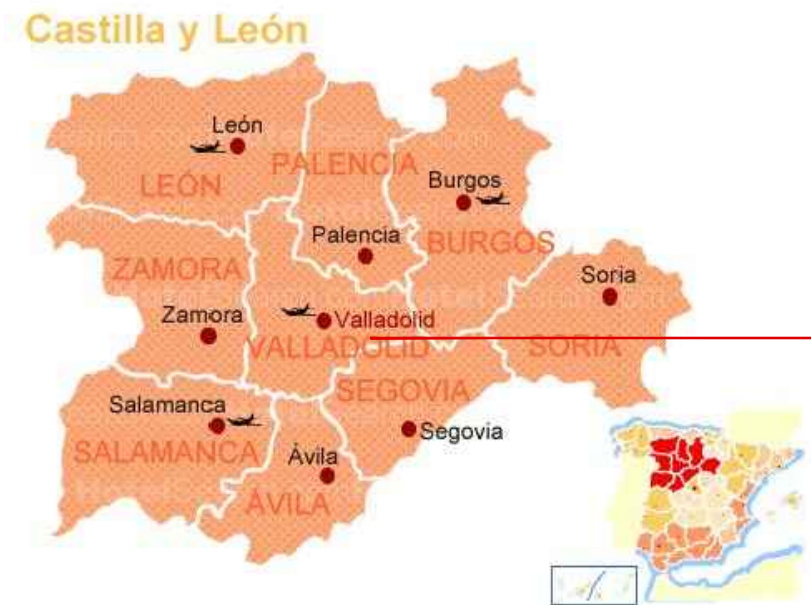 Castilla y León
León
PALENCIA
LEÓN
Burgos
Palencia
BURGOS
ZAMORA
Soria
Zamora
Valladolid
VALLADOLID
SORIA
SEGOVIA
Salamanca
Segovia
SALAMANCA
Ávila
ÁVILA